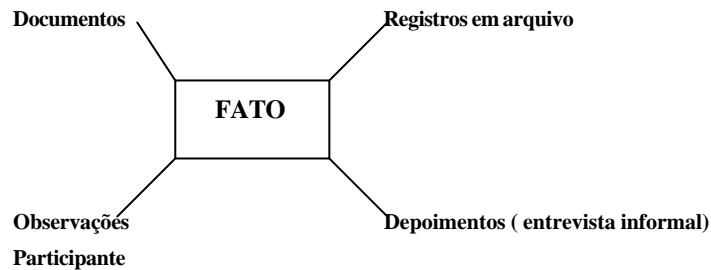 Documentos
Registros em arquivo
FATO
Observações
Participante
Depoimentos ( entrevista informal)